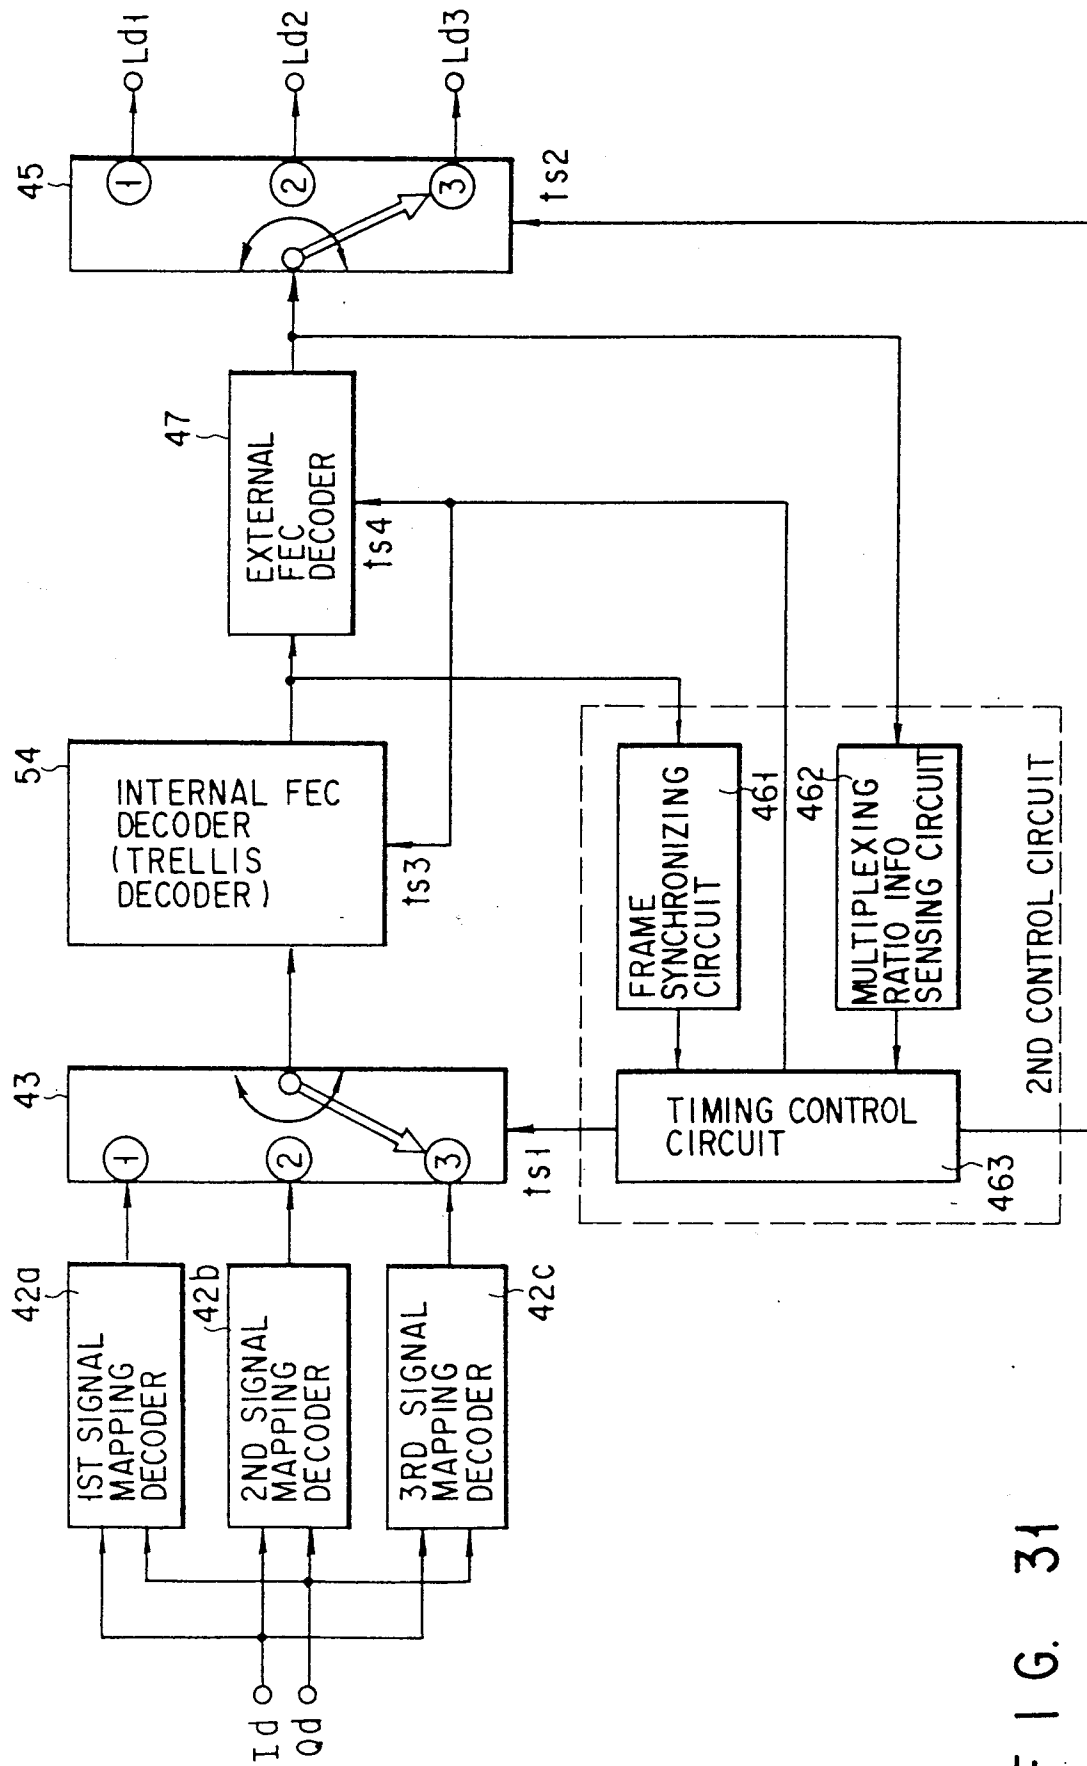 Id
Qd
42a
1ST SIGNAL
MAPPING
DECODER
42b
2ND SIGNAL
MAPPING
DECODER
42c
3RD SIGNAL
MAPPING
DECODER
43
1
2
3
ts1
54
INTERNAL FEC
DECODER
(TRELLIS
DECODER)
ts3
47
EXTERNAL
FEC
DECODER
ts4
45
1
2
3
ts2
Ld1
Ld2
Ld3
TIMING CONTROL
CIRCUIT
463
FRAME
SYNCHRONIZING
CIRCUIT
461
462
MULTIPLEXING
RATIO INFO
SENSING CIRCUIT
2ND CONTROL CIRCUIT
FIG. 31